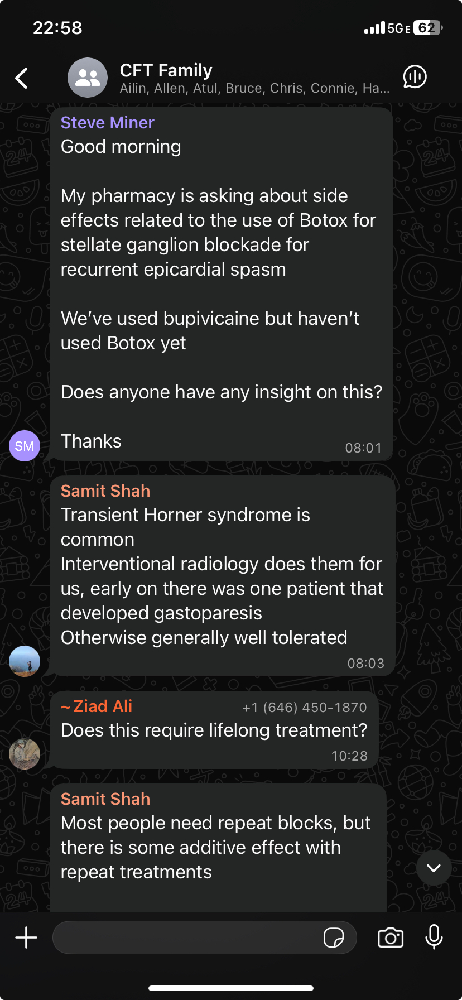 22:58
5G E 62
CFT Family
Ailin, Allen, Atul, Bruce, Chris, Connie, Ha...
Steve Miner
Good morning
My pharmacy is asking about side
effects related to the use of Botox for
stellate ganglion blockade for
recurrent epicardial spasm
We've used bupivicaine but haven't
used Botox yet
Does anyone have any insight on this?
Thanks
08:01
SM
Samit Shah
Transient Horner syndrome is
common
Interventional radiology does them for
us, early on there was one patient that
developed gastoparesis
Otherwise generally well tolerated
08:03
~ Ziad Ali +1 (646) 450-1870
Does this require lifelong treatment?
10:28
Samit Shah
Most people need repeat blocks, but
there is some additive effect with
repeat treatments